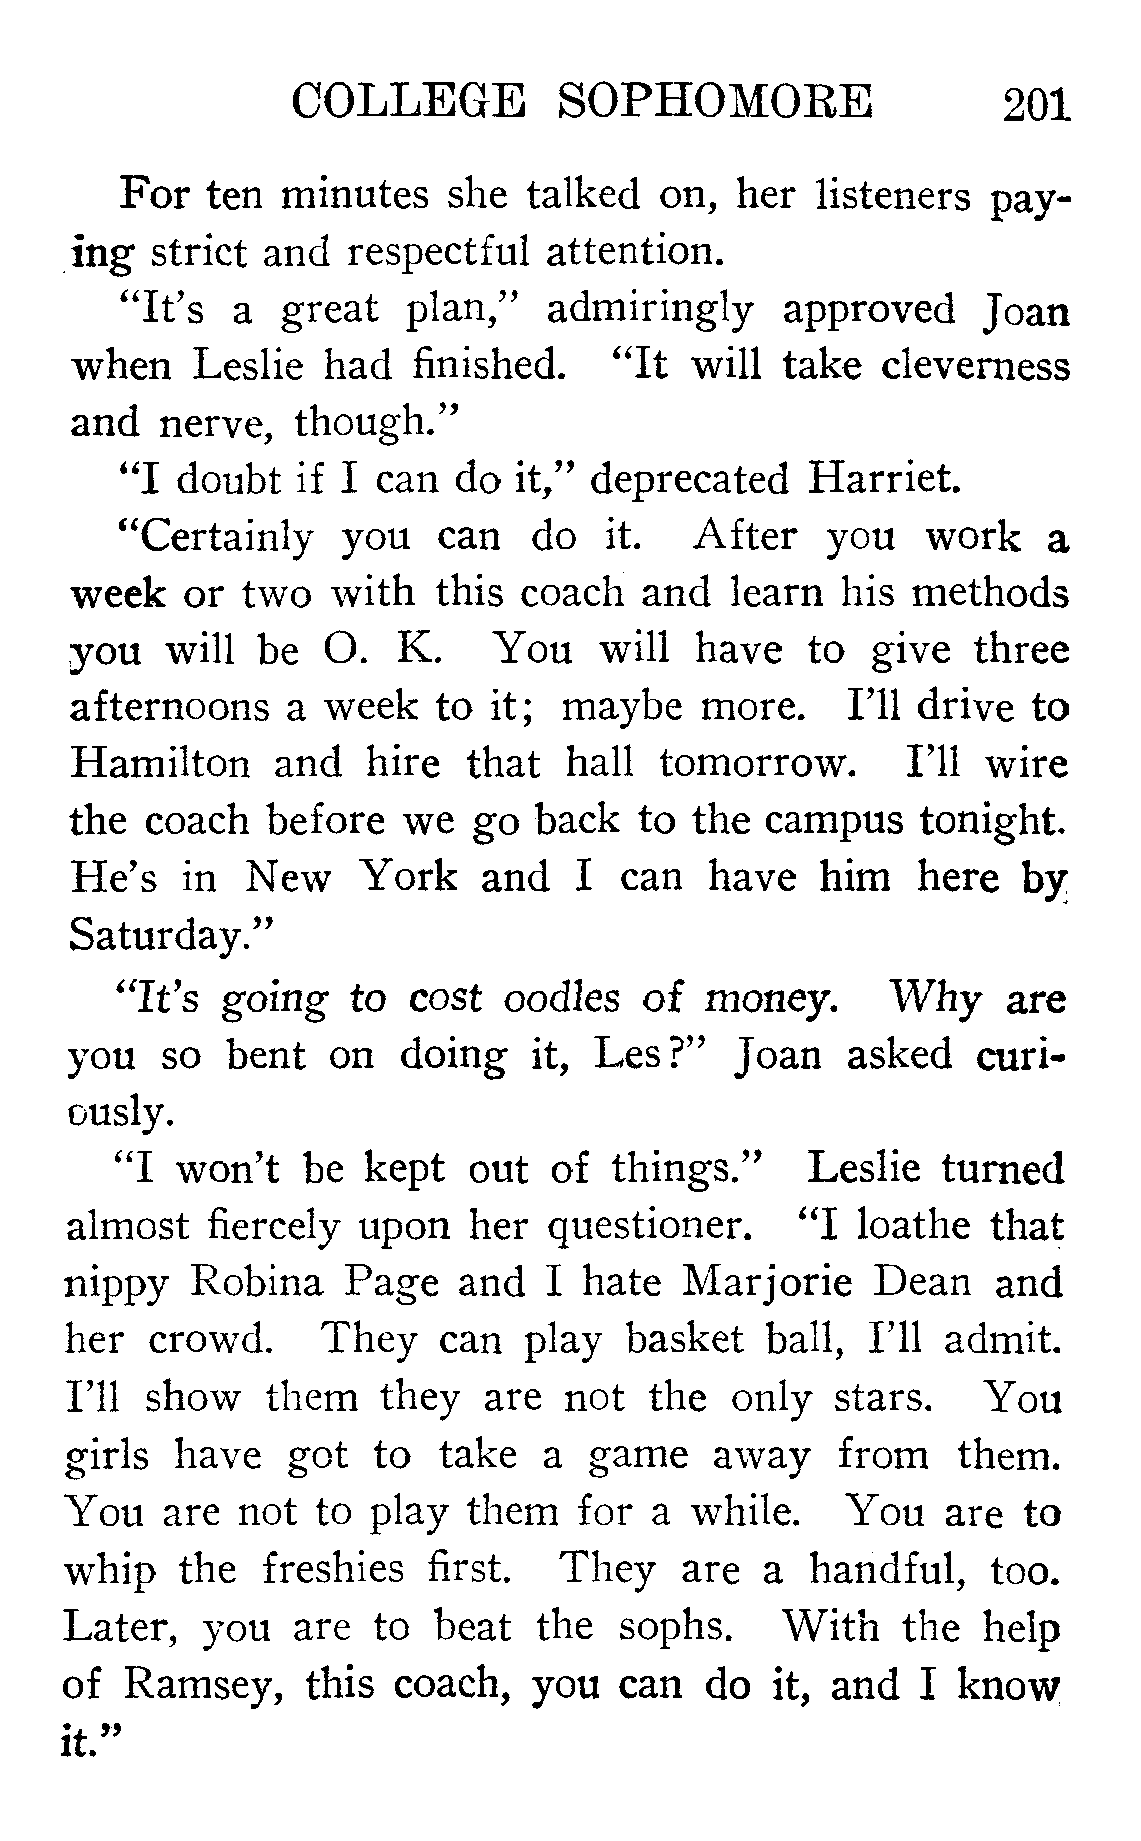 COLLEGE SOPHOMORE 201
For ten minutes she talked on, her listeners pay-
ing strict and respectful attention.
“It’s a great plan,” admiringly approved Joan
when Leslie had finished. “It will take cleverness
and nerve, though.”
“I doubt if I can do it,” deprecated Harriet.
“Certainly you can do it. After you work a
week or two with this coach and learn his methods
you will be O. K. You will have to give three
afternoons a week to it; maybe more. I’ll drive to
Hamilton and hire that hall tomorrow. I’ll wire
the coach before we go back to the campus tonight.
He’s in New York and I can have him here by
Saturday.”
“It’s going to cost oodles of money. Why are
you so bent on doing it, Les?” Joan asked curi-
ously.
“I won’t be kept out of things.” Leslie turned
almost fiercely upon her questioner. “I loathe that
nippy Robina Page and I hate Marjorie Dean and
her crowd. They can play basket ball, I’ll admit.
I’ll show them they are not the only stars. You
girls have got to take a game away from them.
You are not to play them for a while. You are to
whip the freshies first. They are a handful, too.
Later, you are to beat the sophs. With the help
of Ramsey, this coach, you can do it, and I know
it.”